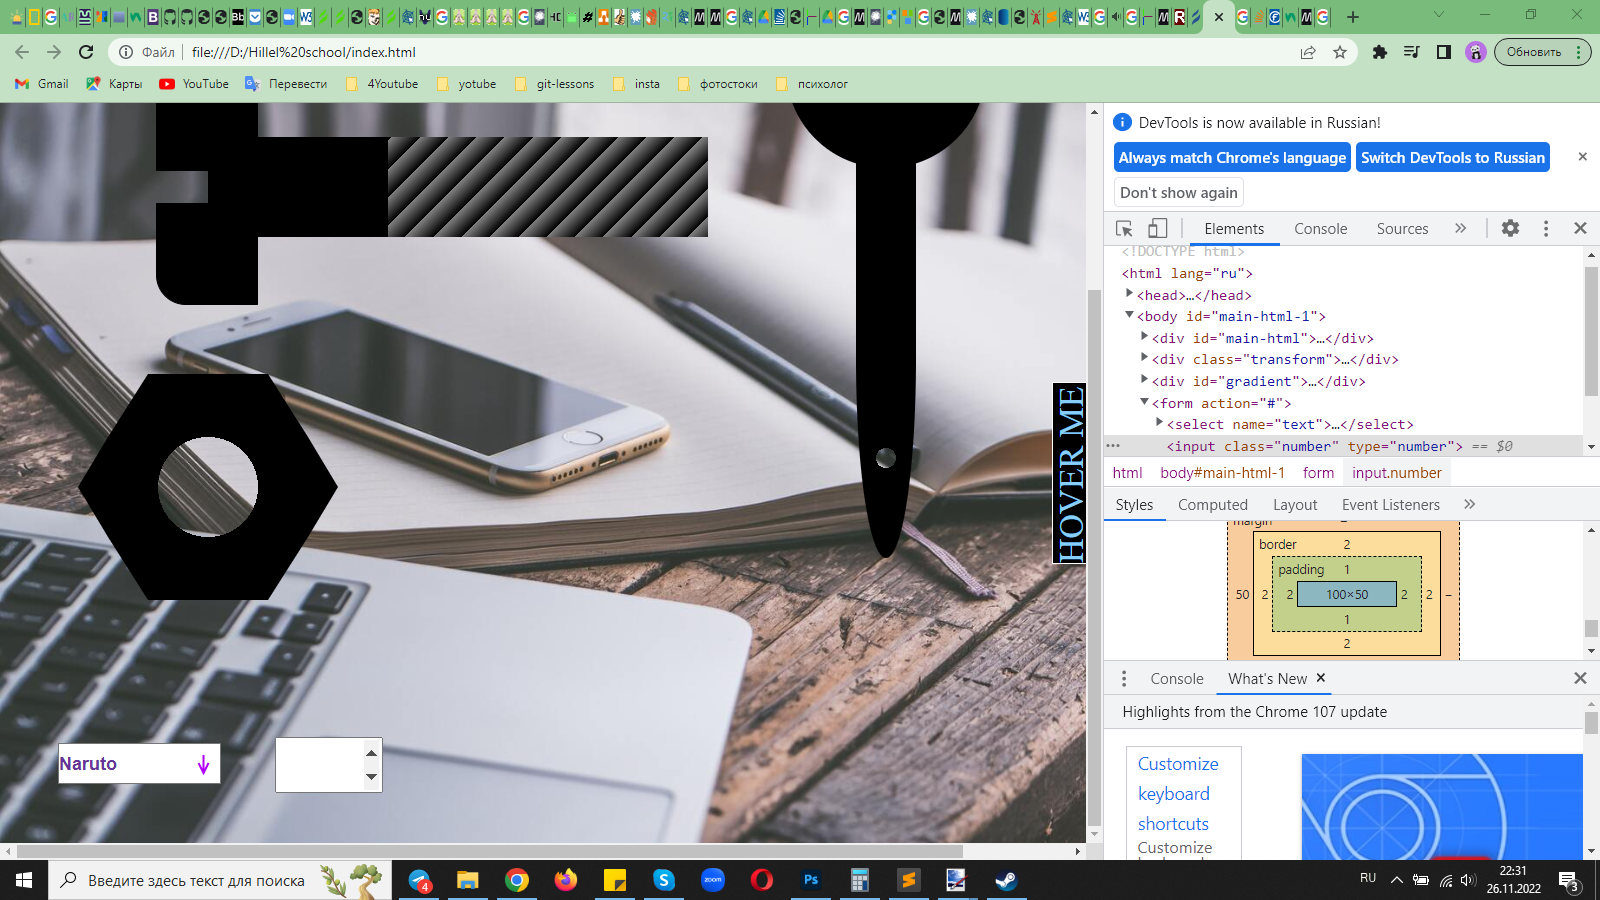 Файл
file:///D:/Hillel%20school/index.html
Обновить
Gmail
Карты
YouTube
Перевести
4Youtube
yotube
git-lessons
insta
фотостоки
психолог
HOVER ME
Naruto
DevTools is now available in Russian!
Always match Chrome's language
Switch DevTools to Russian
Don't show again
Elements
Console
Sources
<!DOCTYPE html>
<html lang="ru">
<head>…</head>
<body id="main-html-1">
<div id="main-html">…</div>
<div class="transform">…</div>
<div id="gradient">…</div>
<form action="#">
<select name="text">…</select>
<input class="number" type="number"> == $0
html body#main-html-1 form input.number
Styles Computed Layout Event Listeners
margin –
border 2
padding 1
50 2 2 100×50 2 2 –
1
2
Console
What's New
Highlights from the Chrome 107 update
Customize
keyboard
shortcuts
Customize
Введите здесь текст для поиска
4
zoom
Ps
RU
22:31
26.11.2022
3